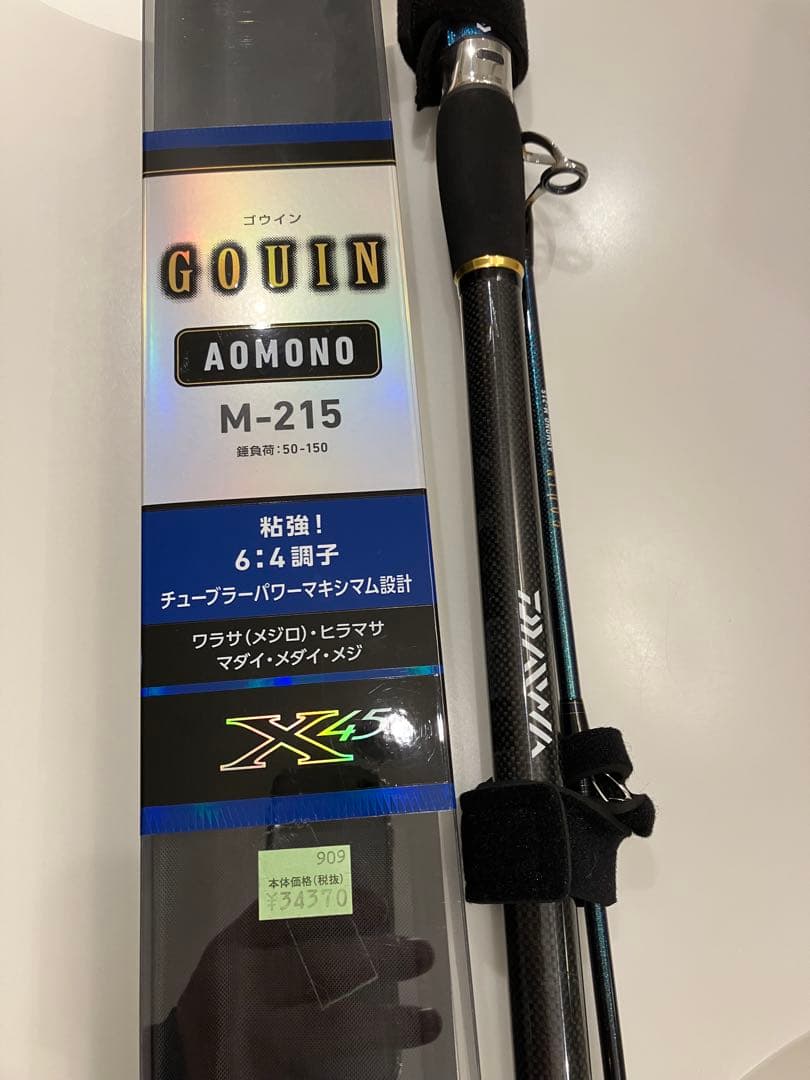 ゴウイン
GOUIN
AOMONO
M-215
錘負荷:50-150
粘強!
6:4調子
チューブラーパワーマキシマム設計
ワラサ(メジロ)・ヒラマサ
マダイ・メダイ・メジ
X45
909
本体価格(税抜)
¥34370
DAIWA
GOUIN
AOMONO